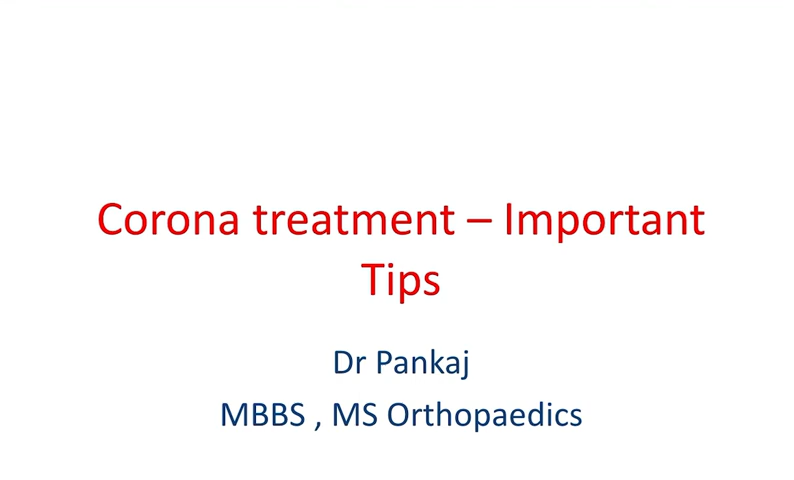 Corona treatment – Important
Tips
Dr Pankaj
MBBS , MS Orthopaedics